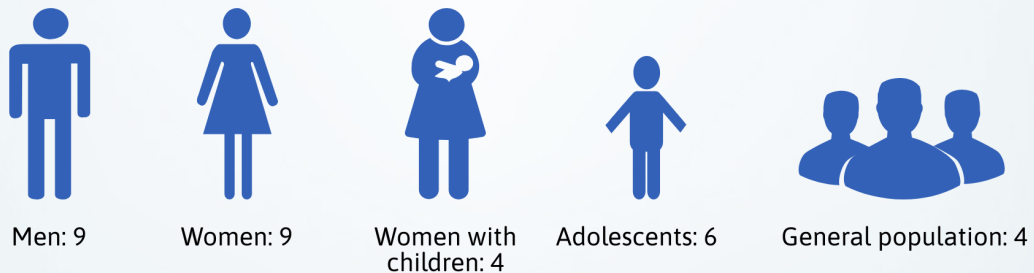 Men: 9
Women: 9
Women with
children: 4
Adolescents: 6
General population: 4